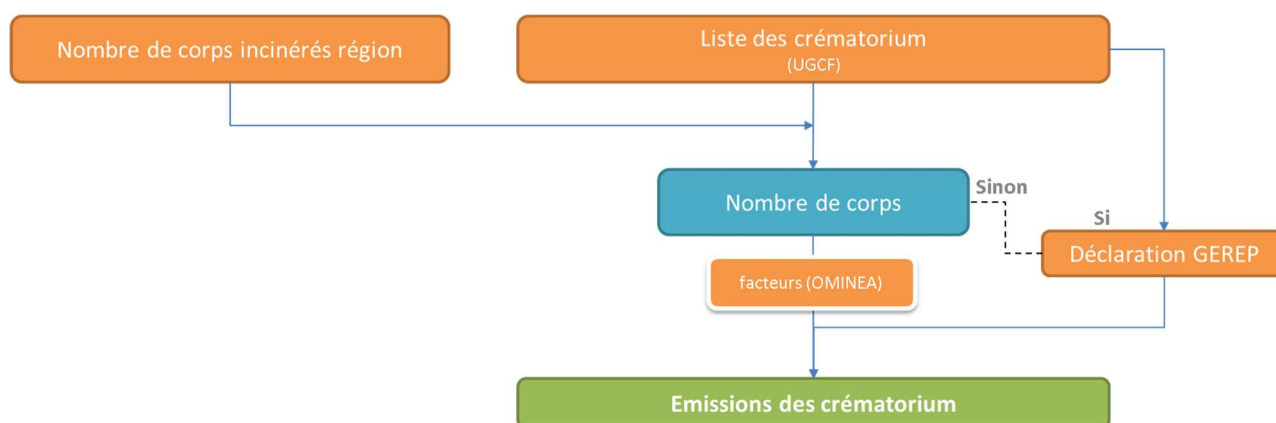 Nombre de corps incinérés région
Liste des crématorium
(UGCF)
Nombre de corps
Sinon
Si
Déclaration GEREP
facteurs (OMINEA)
Emissions des crématorium